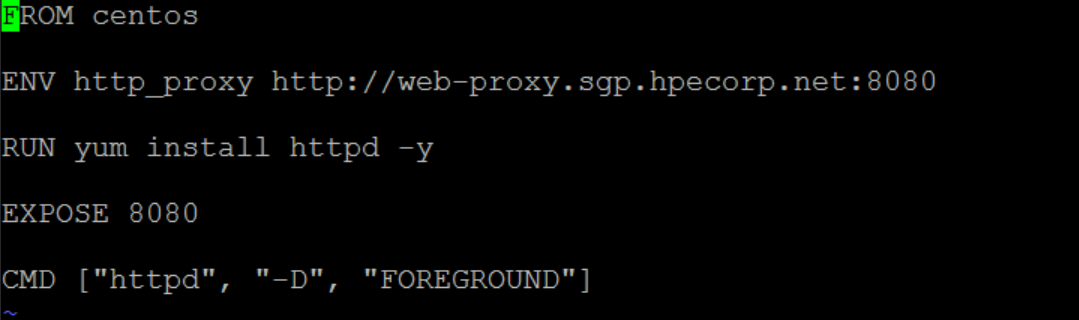 FROM centos
ENV http_proxy http://web-proxy.sgp.hpecorp.net:8080
RUN yum install httpd -y
EXPOSE 8080
CMD ["httpd", "-D", "FOREGROUND"]
~